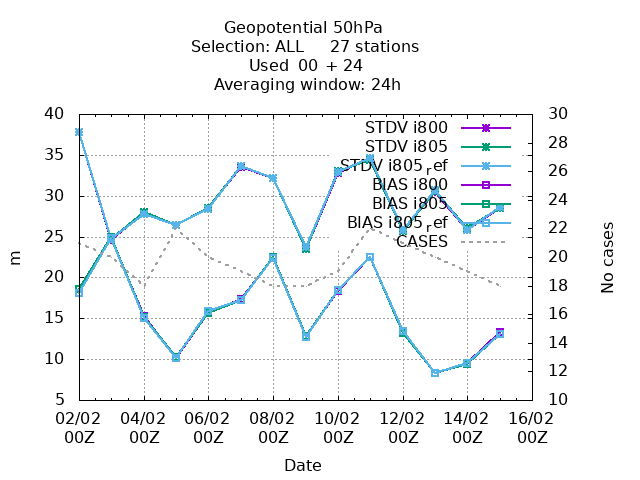 Geopotential 50hPa
Selection: ALL 27 stations
Used 00 + 24
Averaging window: 24h
40 30
35 28
30 26
25 24
20 22
15 20
10 18
5 16
14
12
10
STDV i800
STDV i805
STDV i805ref
BIAS i800
BIAS i805
BIAS i805ref
CASES
m
No cases
02/02 04/02 06/02 08/02 10/02 12/02 14/02 16/02
00Z 00Z 00Z 00Z 00Z 00Z 00Z 00Z
Date